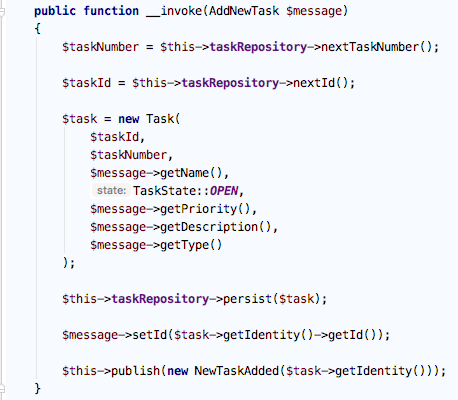 public function __invoke(AddNewTask $message)
{
    $taskNumber = $this->taskRepository->nextTaskNumber();

    $taskId = $this->taskRepository->nextId();

    $task = new Task(
        $taskId,
        $taskNumber,
        $message->getName(),
        state: TaskState::OPEN,
        $message->getPriority(),
        $message->getDescription(),
        $message->getType()
    );

    $this->taskRepository->persist($task);

    $message->setId($task->getIdentity()->getId());

    $this->publish(new NewTaskAdded($task->getIdentity()));
}